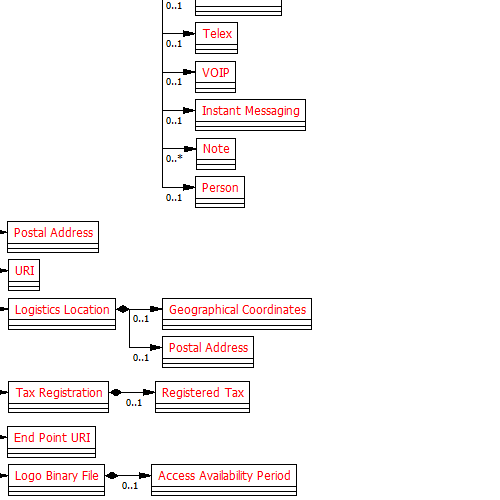 0..1
Telex
0..1
VOIP
0..1
Instant Messaging
0..1
Note
0..*
Person
0..1
Postal Address
URI
Logistics Location
Geographical Coordinates
0..1
Postal Address
0..1
Tax Registration
Registered Tax
0..1
End Point URI
Logo Binary File
Access Availability Period
0..1